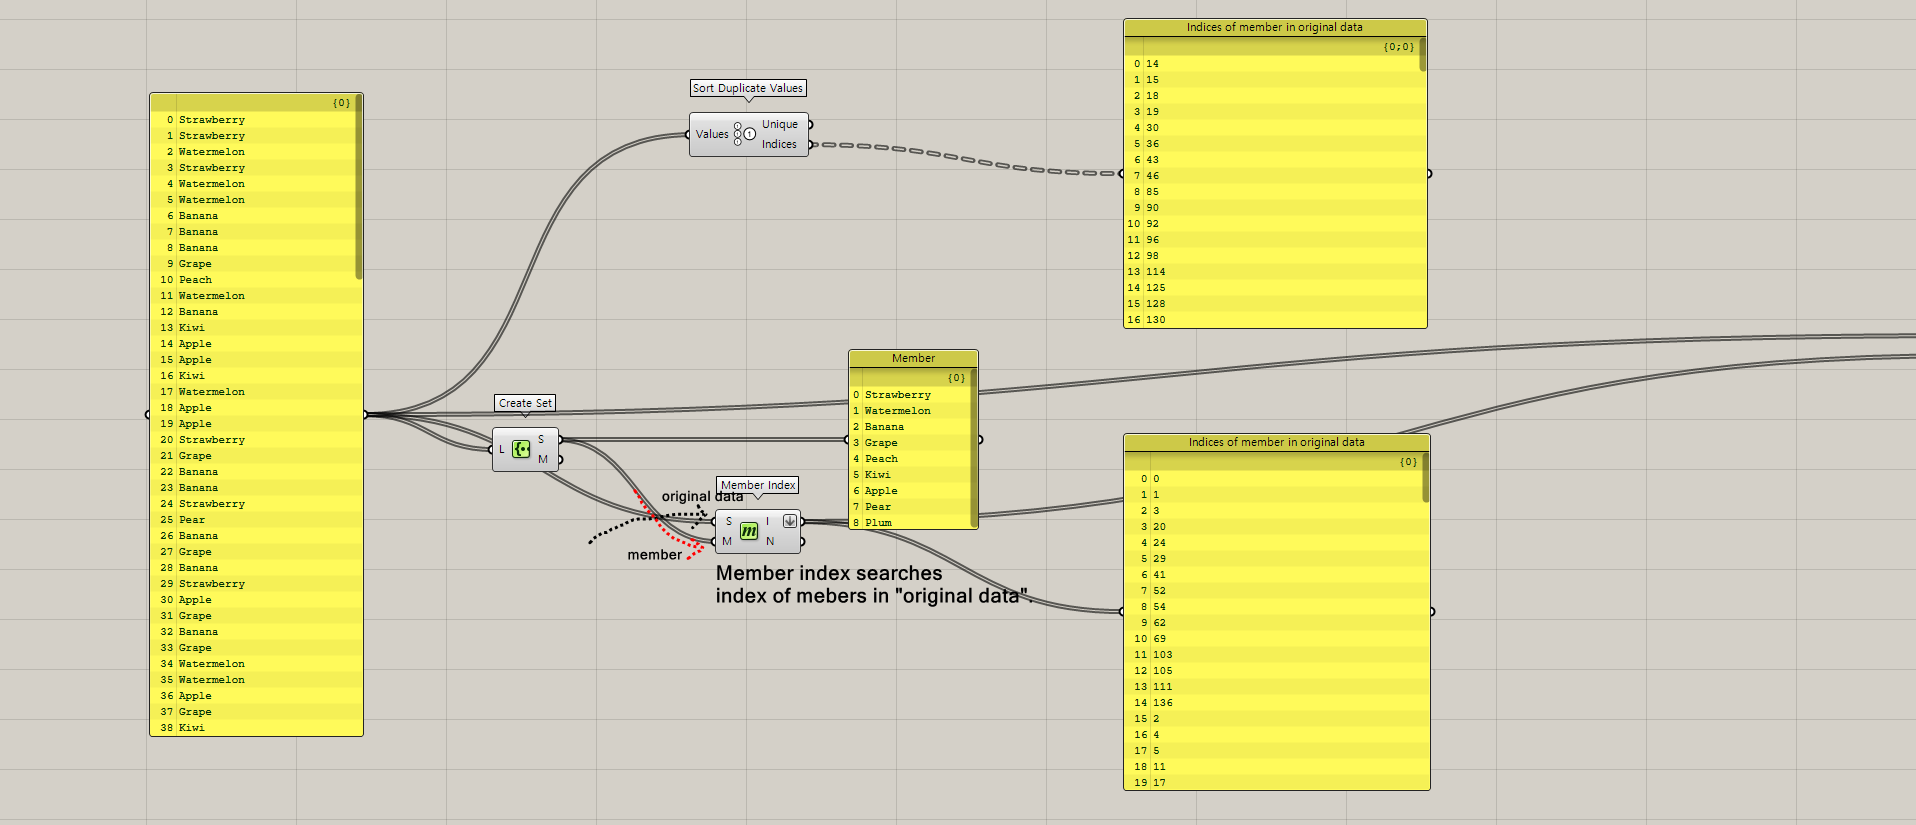 {0}
0 Strawberry
1 Strawberry
2 Watermelon
3 Strawberry
4 Watermelon
5 Watermelon
6 Banana
7 Banana
8 Banana
9 Grape
10 Peach
11 Watermelon
12 Banana
13 Kiwi
14 Apple
15 Apple
16 Kiwi
17 Watermelon
18 Apple
19 Apple
20 Strawberry
21 Grape
22 Banana
23 Banana
24 Strawberry
25 Pear
26 Banana
27 Grape
28 Banana
29 Strawberry
30 Apple
31 Grape
32 Banana
33 Grape
34 Watermelon
35 Watermelon
36 Apple
37 Grape
38 Kiwi
Sort Duplicate Values
Values
Unique
Indices
1
Create Set
L
S
M
original data
member
Member Index
S
M
m
I
N
Member index searches
index of mebers in "original data".
Member
{0}
0 Strawberry
1 Watermelon
2 Banana
3 Grape
4 Peach
5 Kiwi
6 Apple
7 Pear
8 Plum
Indices of member in original data
{0;0}
0 14
1 15
2 18
3 19
4 30
5 36
6 43
7 46
8 85
9 90
10 92
11 96
12 98
13 114
14 125
15 128
16 130
Indices of member in original data
{0}
0 0
1 1
2 3
3 20
4 24
5 29
6 41
7 52
8 54
9 62
10 69
11 103
12 105
13 111
14 136
15 2
16 4
17 5
18 11
19 17